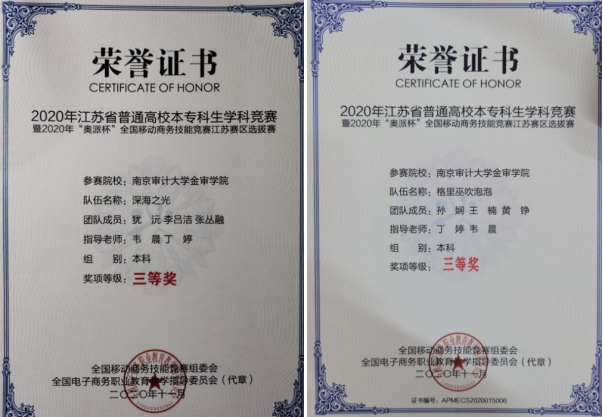 荣誉证书
CERTIFICATE OF HONOR
2020年江苏省普通高校本专科生学科竞赛
暨2020年“奥派杯”全国移动商务技能竞赛江苏赛区选拔赛
参赛院校：南京审计大学金审学院
队伍名称：深海之光
团队成员：犹 沅 李吕洁 张丛融
指导老师：韦 晨 丁 婷
组 别：本科
奖项等级：三等奖
全国移动商务技能竞赛组委会
全国电子商务职业教育教学指导委员会（代章）
二〇二〇年十一月
荣誉证书
CERTIFICATE OF HONOR
2020年江苏省普通高校本专科生学科竞赛
暨2020年“奥派杯”全国移动商务技能竞赛江苏赛区选拔赛
参赛院校：南京审计大学金审学院
队伍名称：格里巫吹泡泡
团队成员：孙 娴 王 楠 黄 铮
指导老师：丁 婷 韦 晨
组 别：本科
奖项等级：三等奖
全国移动商务技能竞赛组委会
全国电子商务职业教育教学指导委员会（代章）
二〇二〇年十一月
证书编号：APMECS2020015006